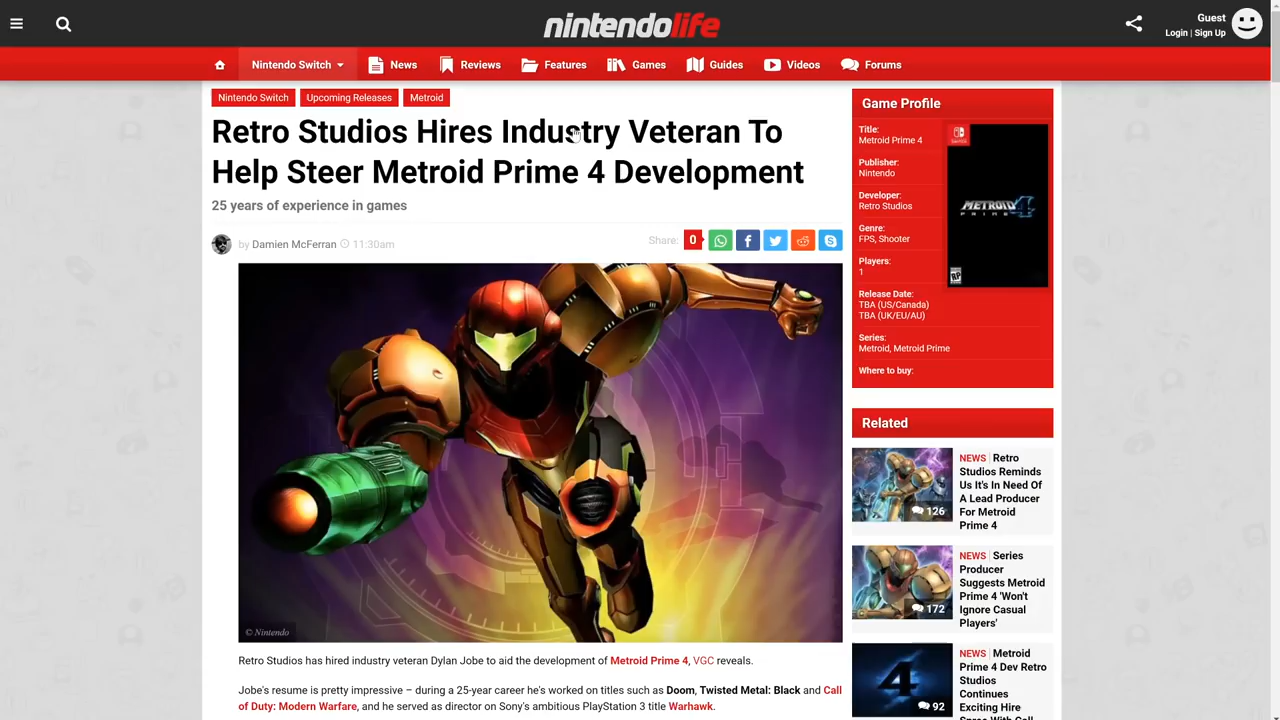 nintendolife
Guest
Login | Sign Up
Nintendo Switch
News
Reviews
Features
Games
Guides
Videos
Forums
Nintendo Switch
Upcoming Releases
Metroid
Retro Studios Hires Industry Veteran To
Help Steer Metroid Prime 4 Development
25 years of experience in games
by Damien McFerran 11:30am
Share: 0
© Nintendo
Retro Studios has hired industry veteran Dylan Jobe to aid the development of Metroid Prime 4, VGC reveals.
Jobe's resume is pretty impressive – during a 25-year career he's worked on titles such as Doom, Twisted Metal: Black and Call
of Duty: Modern Warfare, and he served as director on Sony's ambitious PlayStation 3 title Warhawk.
Game Profile
Title:
Metroid Prime 4
Publisher:
Nintendo
Developer:
Retro Studios
Genre:
FPS, Shooter
Players:
1
Release Date:
TBA (US/Canada)
TBA (UK/EU/AU)
Series:
Metroid, Metroid Prime
Where to buy:
METROID
PRIME 4
RP
Related
NEWS Retro
Studios Reminds
Us It's In Need Of
A Lead Producer
For Metroid
Prime 4
126
NEWS Series
Producer
Suggests Metroid
Prime 4 'Won't
Ignore Casual
Players'
172
NEWS Metroid
Prime 4 Dev Retro
Studios
Continues
Exciting Hire
Spree With Call
4
92